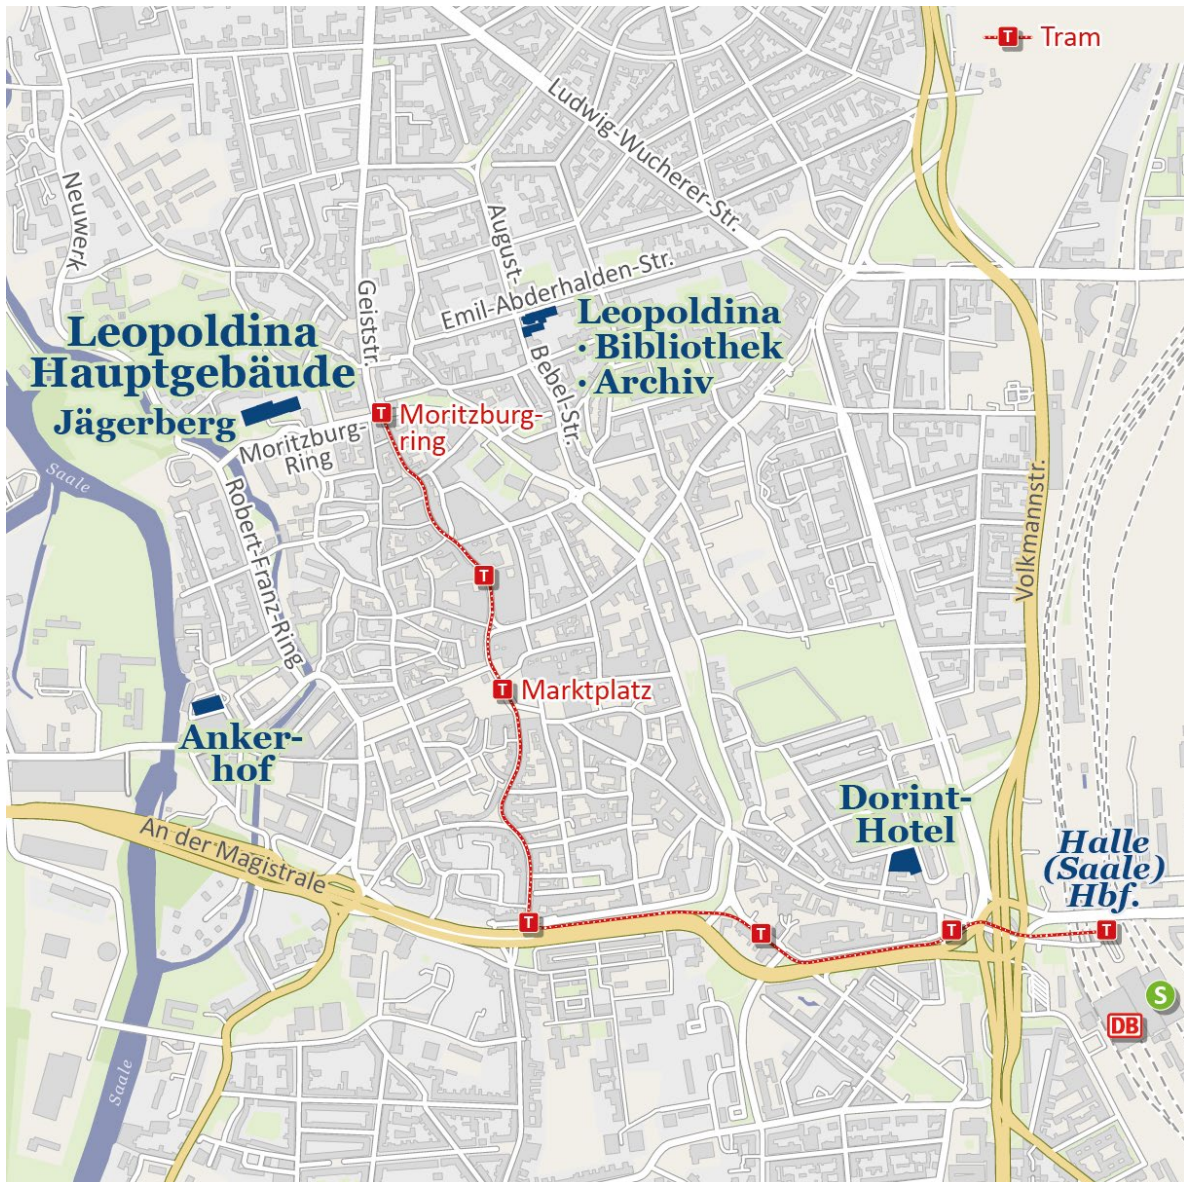 T Tram
Ludwig-Wucherer-Str.
Neuwerk
August-
Bebel-Str.
Geiststr.
Emil-Abderhalden-Str.
Leopoldina
Hauptgebäude
Jägerberg
Leopoldina
· Bibliothek
· Archiv
T Moritzburg-
ring
Moritzburg-
Ring
Saale
Robert-Franz-Ring
Volkmannstr.
T
T Marktplatz
Anker-
hof
Dorint-
Hotel
An der Magistrale
Halle
(Saale)
Hbf.
T
T
T
T
S
DB
Saale